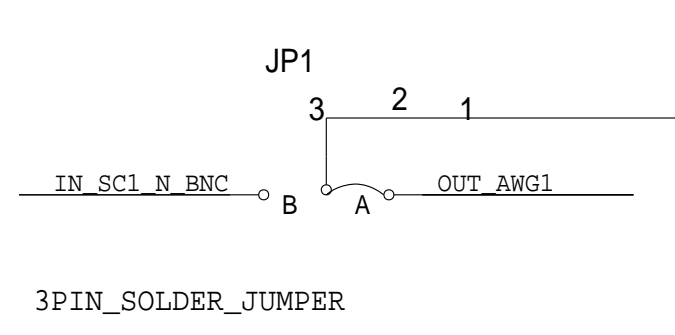 JP1
3 2 1
IN_SC1_N_BNC B A OUT_AWG1
3PIN_SOLDER_JUMPER